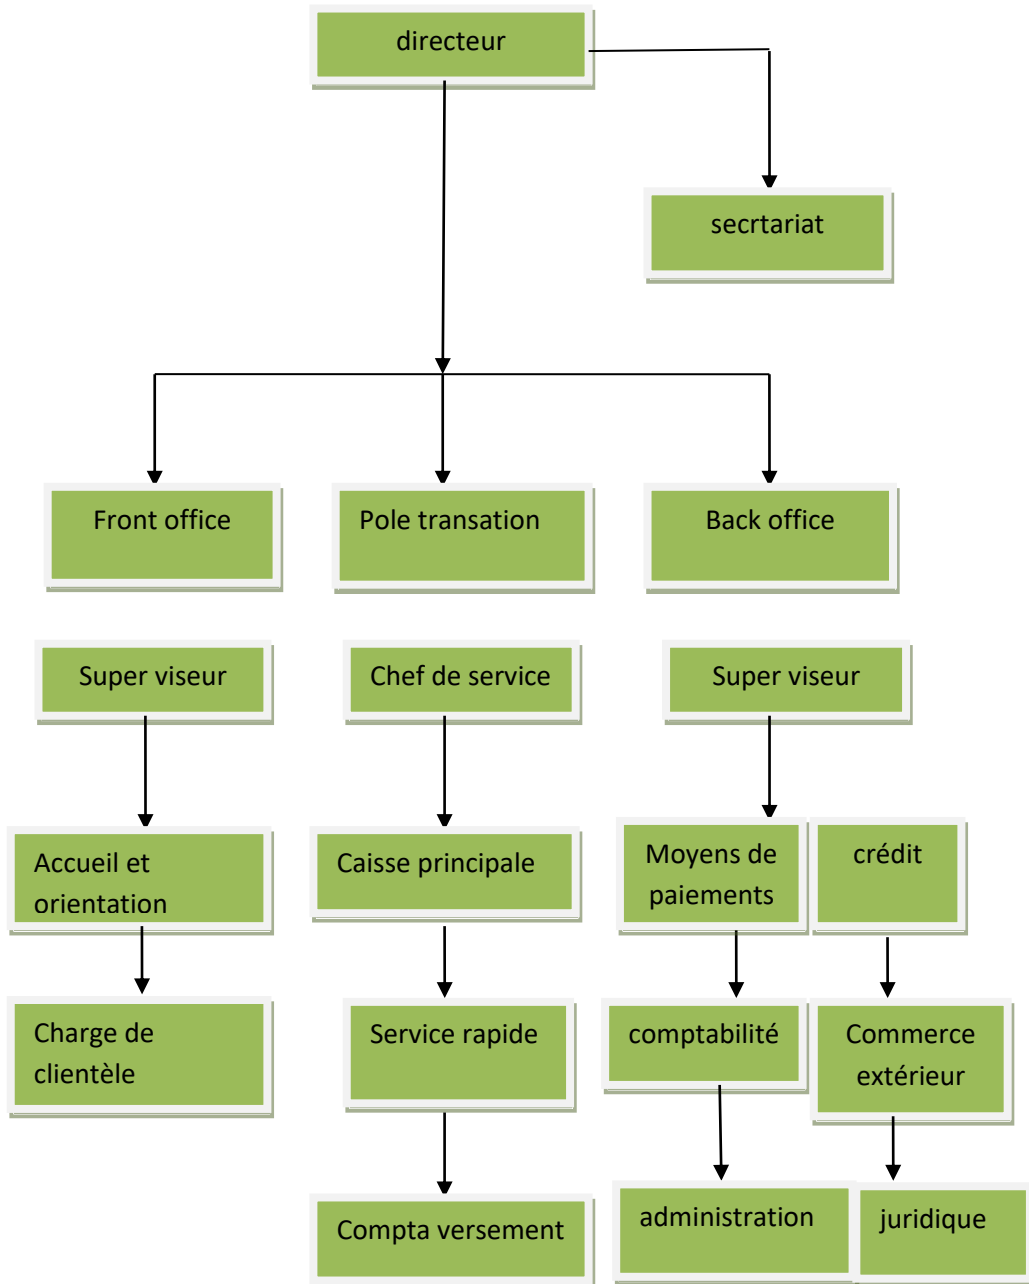 directeur
secrtariat
Front office
Pole transation
Back office
Super viseur
Chef de service
Super viseur
Accueil et
orientation
Caisse principale
Moyens de
paiements
crédit
Charge de
clientèle
Service rapide
comptabilité
Commerce
extérieur
Compta versement
administration
juridique